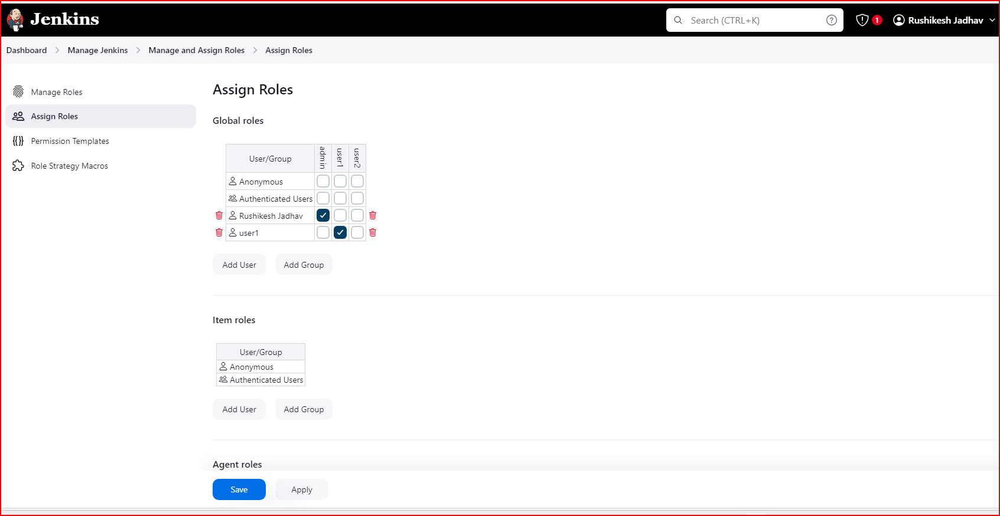 Jenkins
Search (CTRL+K)
1
Rushikesh Jadhav
Dashboard
Manage Jenkins
Manage and Assign Roles
Assign Roles
Manage Roles
Assign Roles
Permission Templates
Role Strategy Macros
Assign Roles
Global roles
User/Group
admin
user1
user2
Anonymous
Authenticated Users
Rushikesh Jadhav
user1
Add User
Add Group
Item roles
User/Group
Anonymous
Authenticated Users
Add User
Add Group
Agent roles
Save
Apply